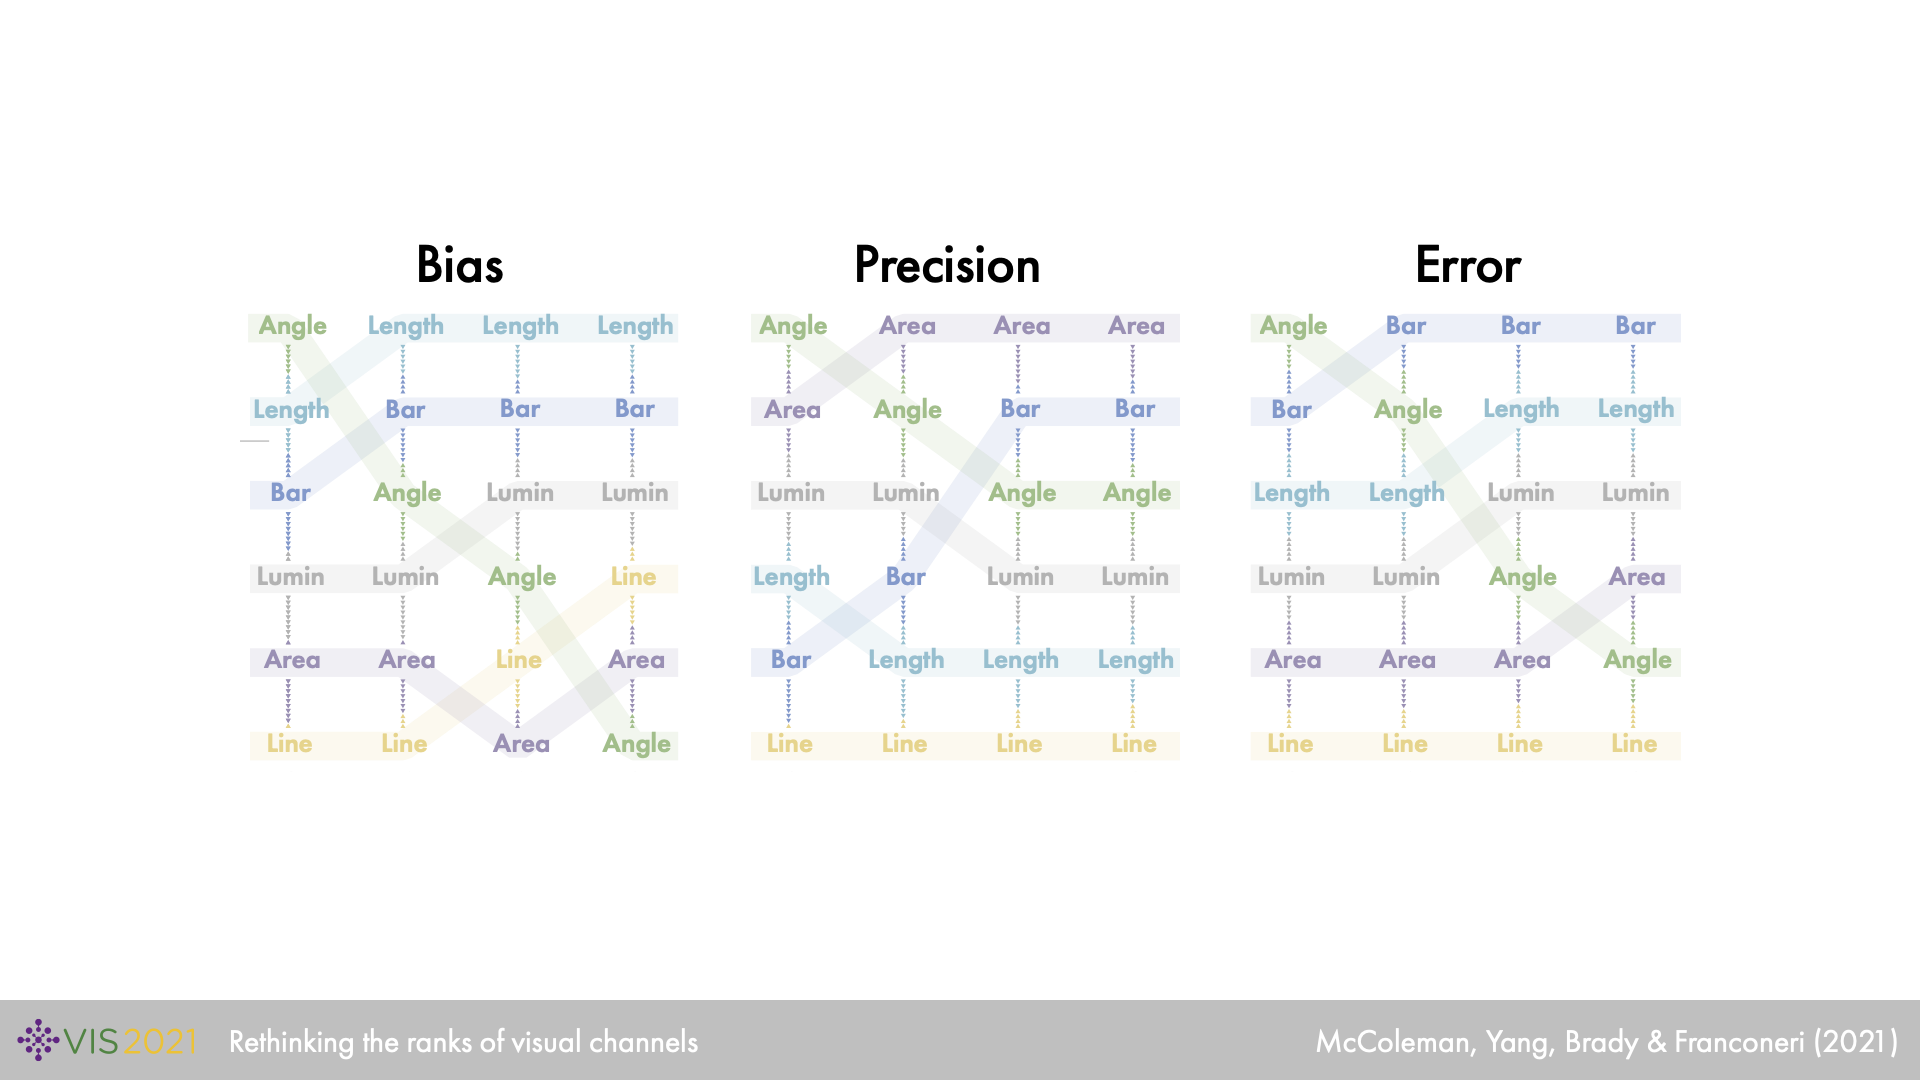 Bias
Angle Length Length Length
Length Bar Bar Bar
Bar Angle Lumin Lumin
Lumin Lumin Angle Line
Area Area Line Area
Line Line Area Angle
Precision
Angle Area Area Area
Area Angle Bar Bar
Lumin Lumin Angle Angle
Length Bar Lumin Lumin
Bar Length Length Length
Line Line Line Line
Error
Angle Bar Bar Bar
Bar Angle Length Length
Length Length Lumin Lumin
Lumin Lumin Angle Area
Area Area Area Angle
Line Line Line Line
VIS2021
Rethinking the ranks of visual channels
McColeman, Yang, Brady & Franconeri (2021)